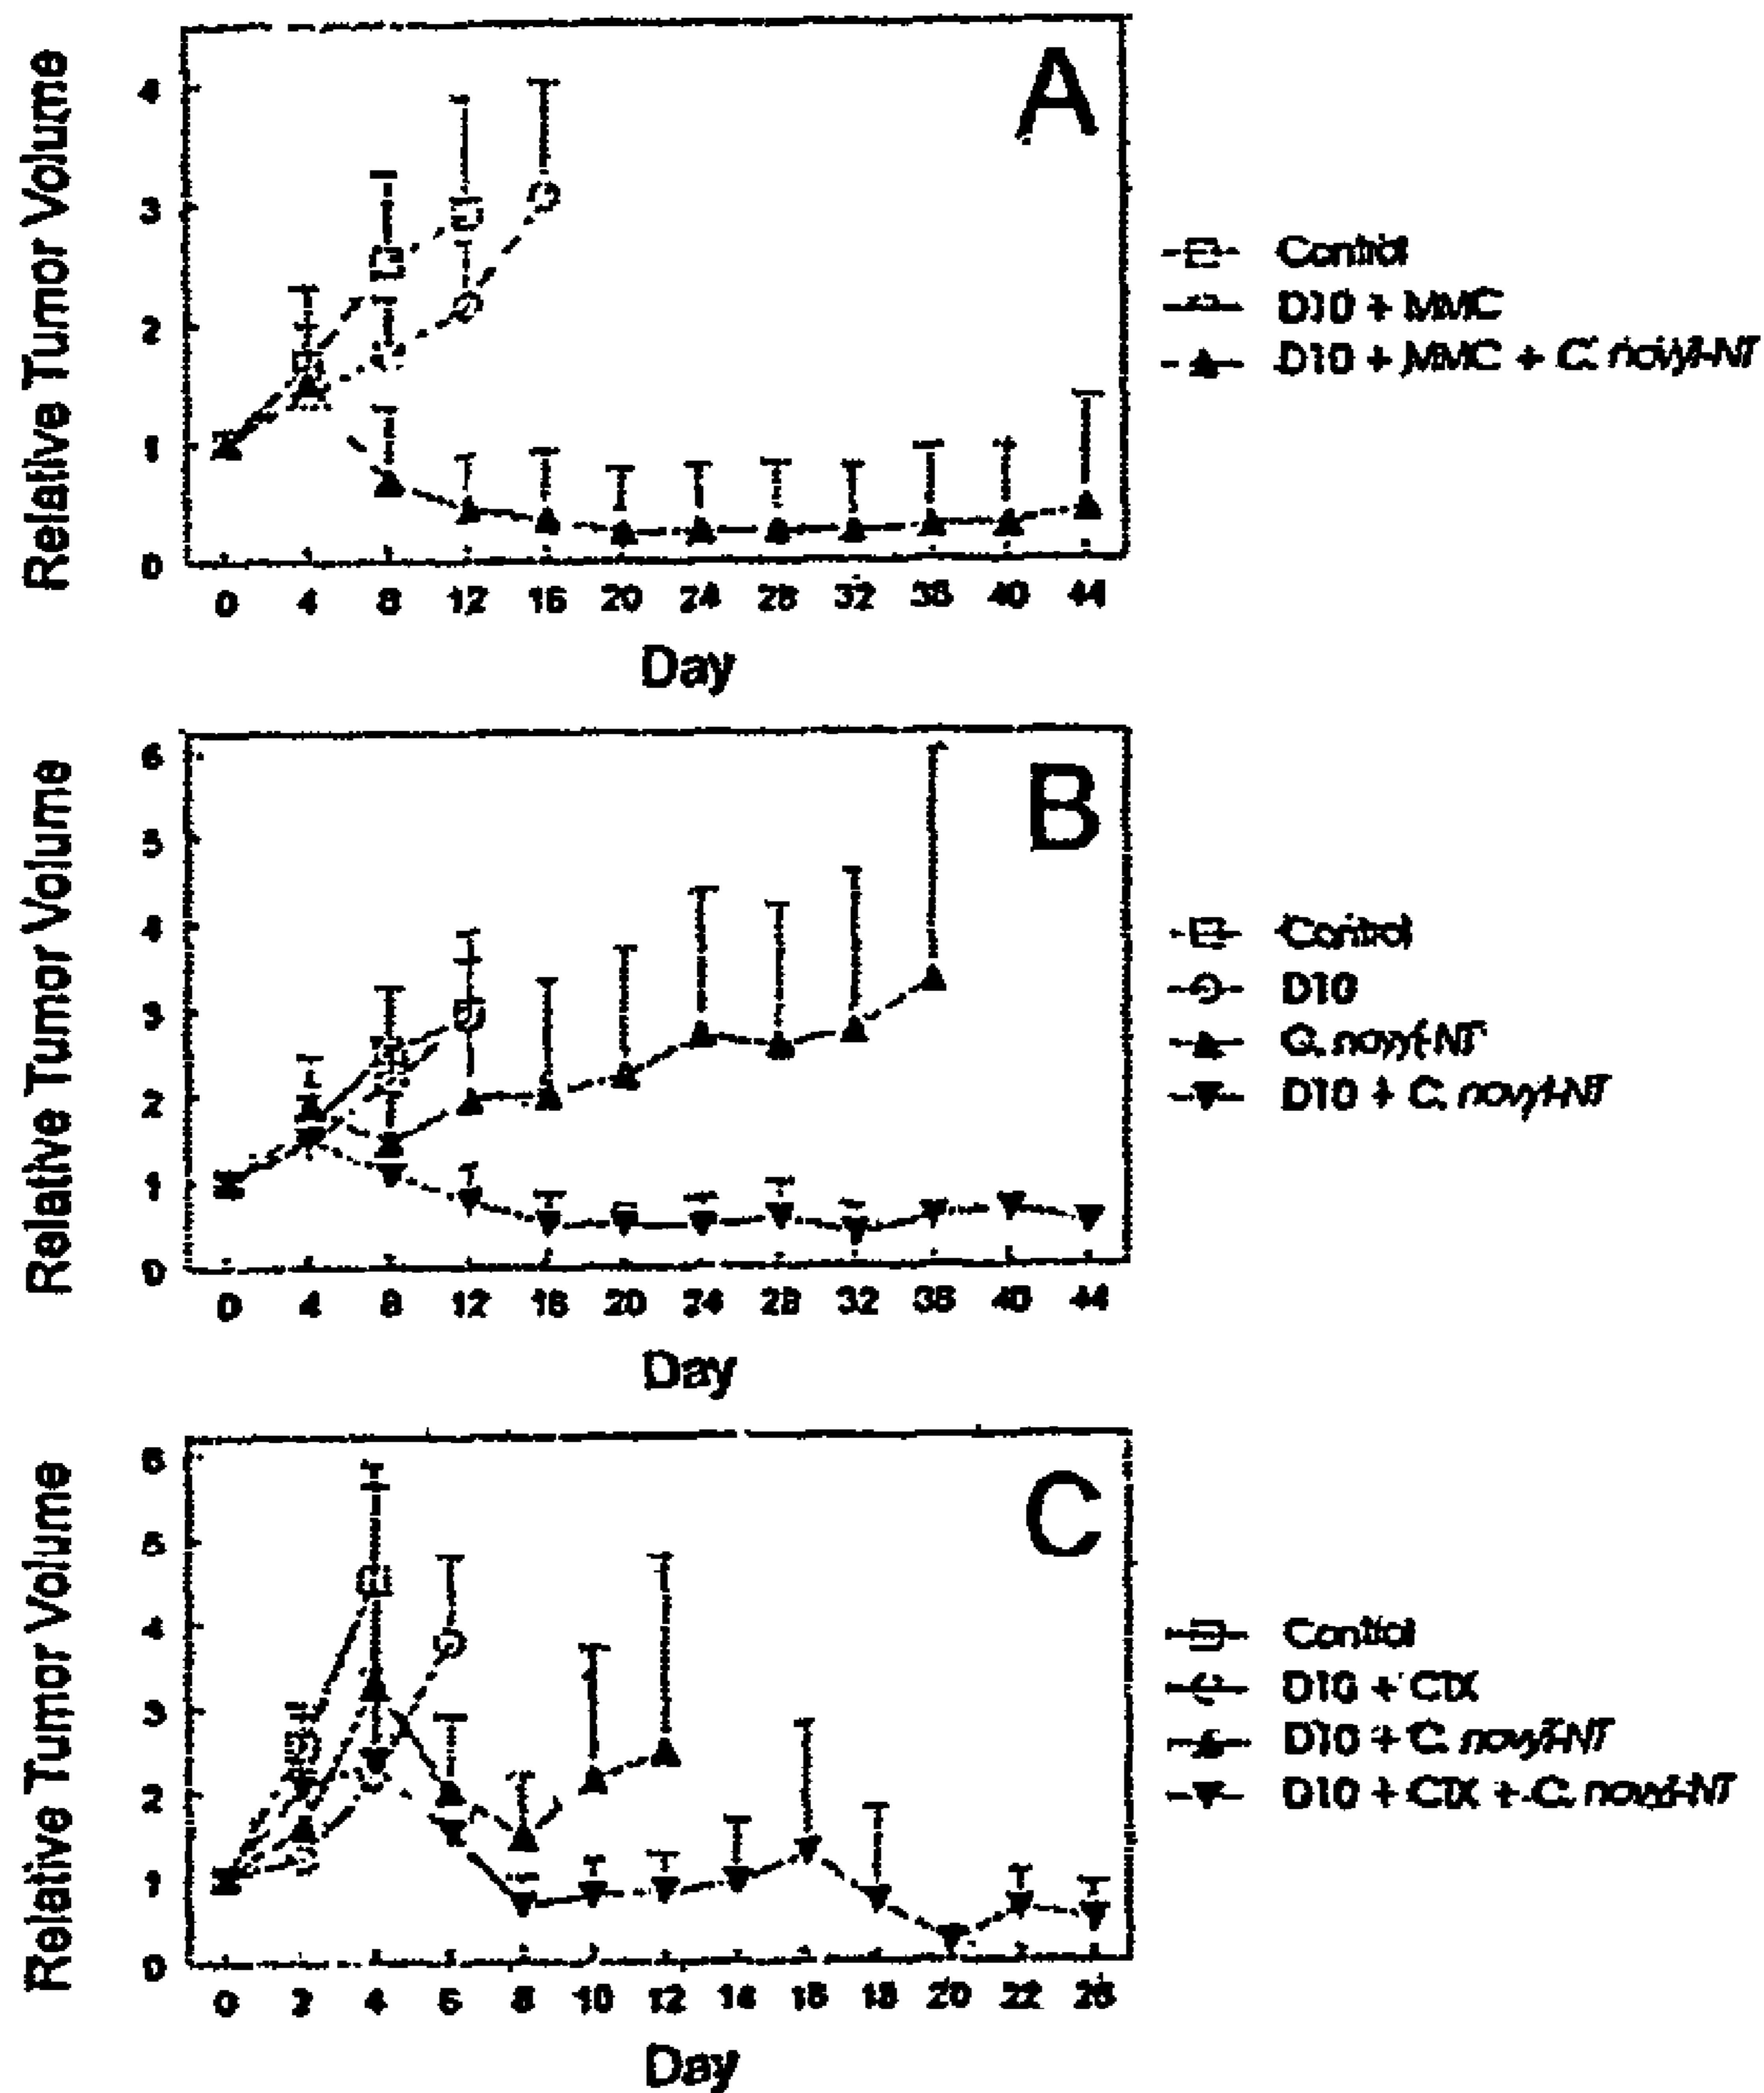 A
Relative Tumor Volume
4
3
2
1
0
0 4 8 12 16 20 24 28 32 36 40 44
Day
Control
D10 + MMC
D10 + MMC + C. novyi-NT
B
Relative Tumor Volume
6
5
4
3
2
1
0
0 4 8 12 16 20 24 28 32 36 40 44
Day
Control
D10
C. novyi-NT
D10 + C. novyi-NT
C
Relative Tumor Volume
6
5
4
3
2
1
0
0 2 4 6 8 10 12 14 16 18 20 22 26
Day
Control
D10 + CTX
D10 + C. novyi-NT
D10 + CTX + C. novyi-NT